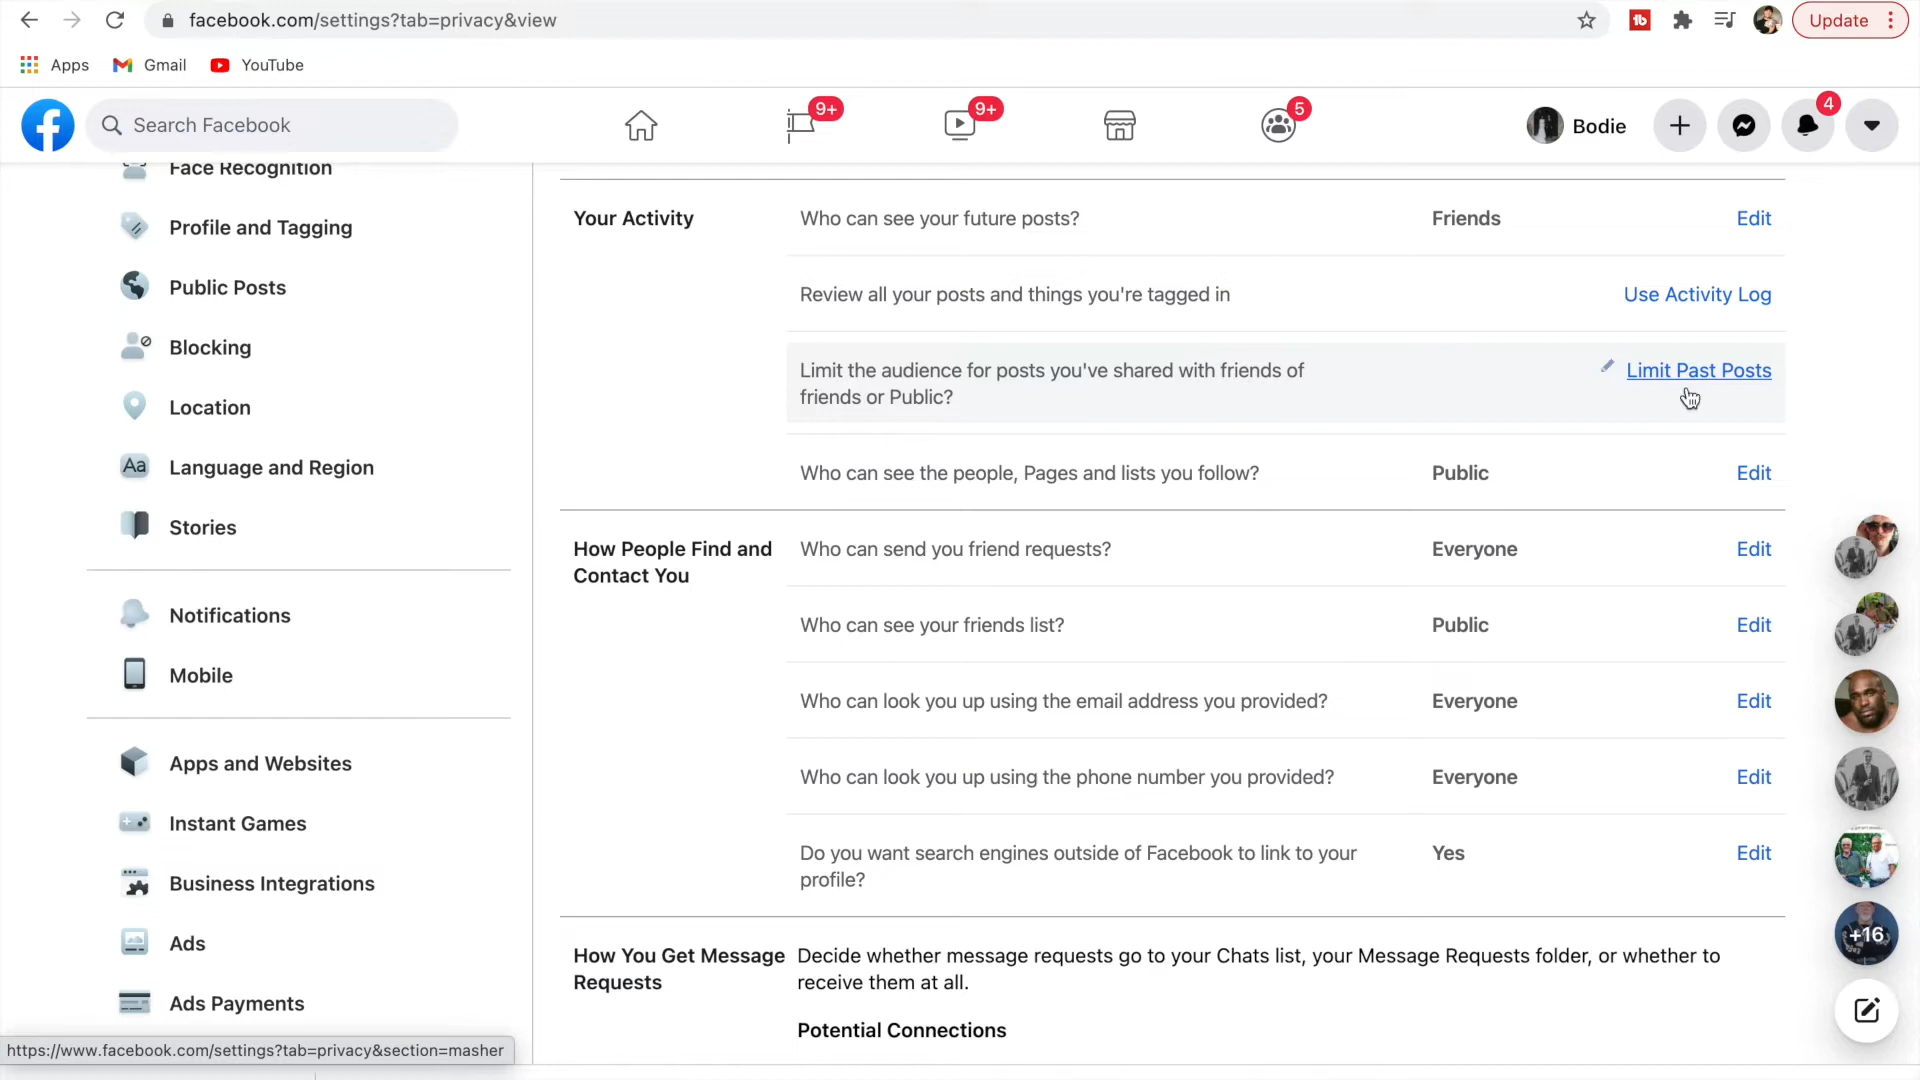 facebook.com/settings?tab=privacy&view
Update
Apps
Gmail
YouTube
Search Facebook
9+
9+
5
Bodie
4
Face Recognition
Profile and Tagging
Public Posts
Blocking
Location
Language and Region
Stories
Notifications
Mobile
Apps and Websites
Instant Games
Business Integrations
Ads
Ads Payments
Your Activity
Who can see your future posts?
Friends
Edit
Review all your posts and things you're tagged in
Use Activity Log
Limit the audience for posts you've shared with friends of
friends or Public?
Limit Past Posts
Who can see the people, Pages and lists you follow?
Public
Edit
How People Find and
Contact You
Who can send you friend requests?
Everyone
Edit
Who can see your friends list?
Public
Edit
Who can look you up using the email address you provided?
Everyone
Edit
Who can look you up using the phone number you provided?
Everyone
Edit
Do you want search engines outside of Facebook to link to your
profile?
Yes
Edit
How You Get Message
Requests
Decide whether message requests go to your Chats list, your Message Requests folder, or whether to
receive them at all.
Potential Connections
+16
https://www.facebook.com/settings?tab=privacy&section=masher